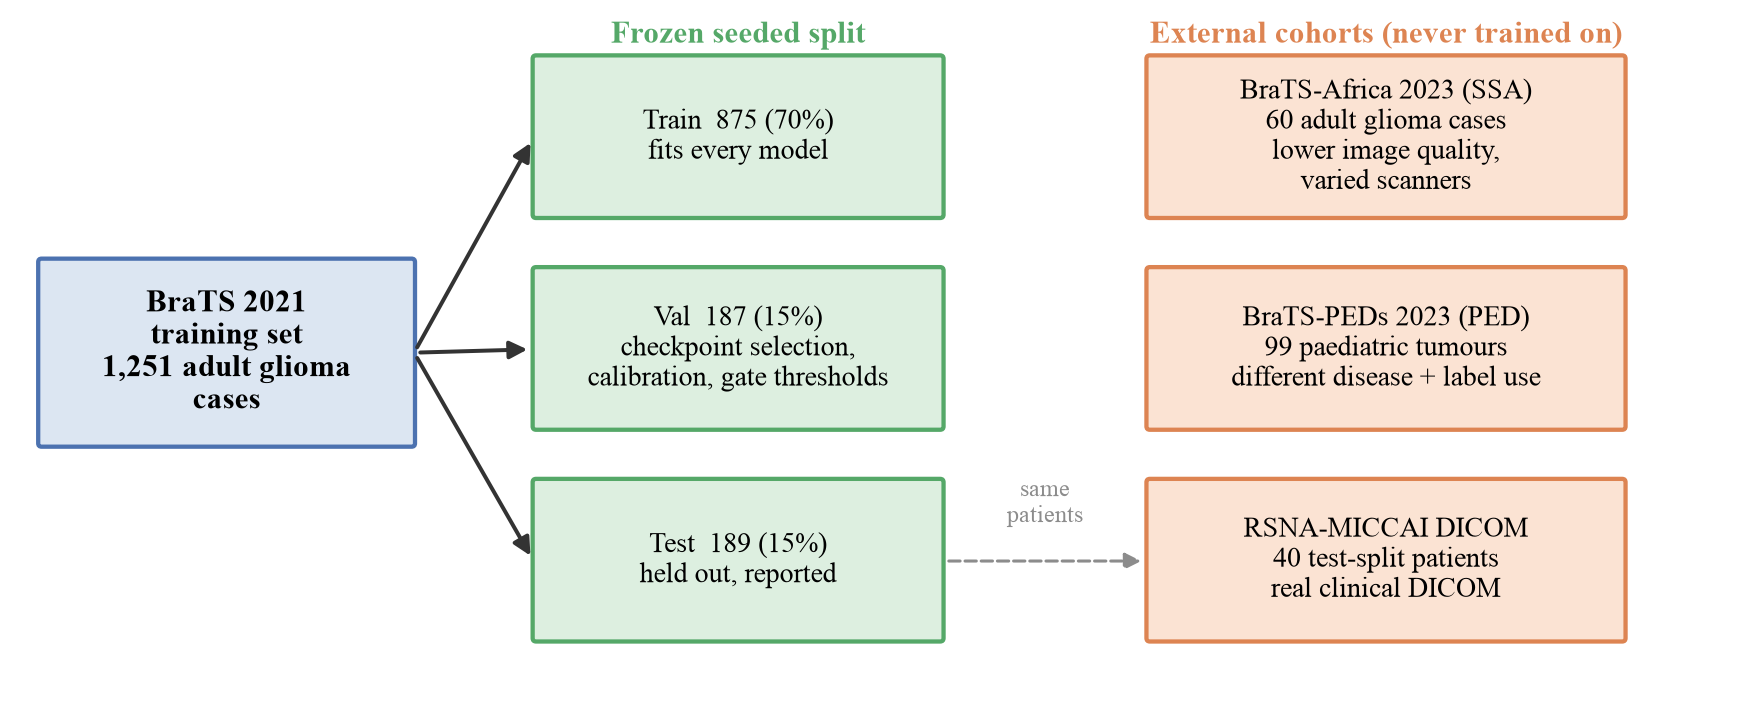 Frozen seeded split
External cohorts (never trained on)
BraTS 2021
training set
1,251 adult glioma
cases
Train  875 (70%)
fits every model
Val  187 (15%)
checkpoint selection,
calibration, gate thresholds
Test  189 (15%)
held out, reported
same
patients
BraTS-Africa 2023 (SSA)
60 adult glioma cases
lower image quality,
varied scanners
BraTS-PEDs 2023 (PED)
99 paediatric tumours
different disease + label use
RSNA-MICCAI DICOM
40 test-split patients
real clinical DICOM